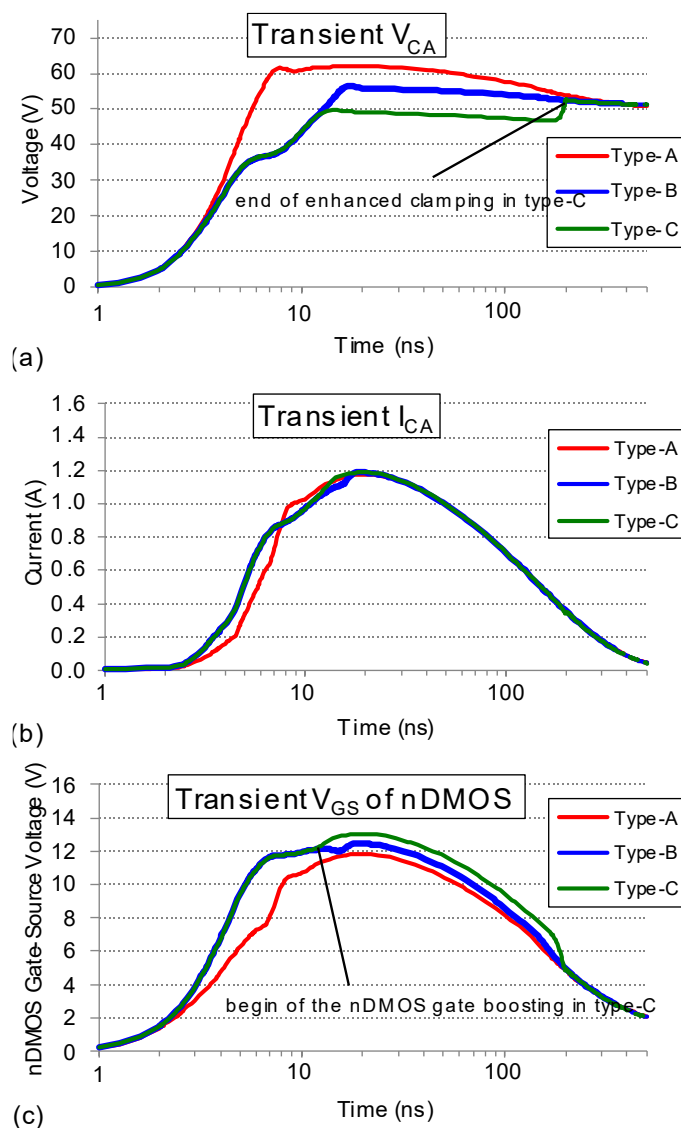 Transient V_CA
70
60
50
40
30
20
10
0
Voltage (V)
Type-A
Type-B
Type-C
end of enhanced clamping in type-C
1
10
100
Time (ns)
(a)
Transient I_CA
1.6
1.4
1.2
1.0
0.8
0.6
0.4
0.2
0.0
Current (A)
Type-A
Type-B
Type-C
1
10
100
Time (ns)
(b)
Transient V_GS of nDMOS
16
14
12
10
8
6
4
2
0
nDMOS Gate-Source Voltage (V)
Type-A
Type-B
Type-C
begin of the nDMOS gate boosting in type-C
1
10
100
Time (ns)
(c)